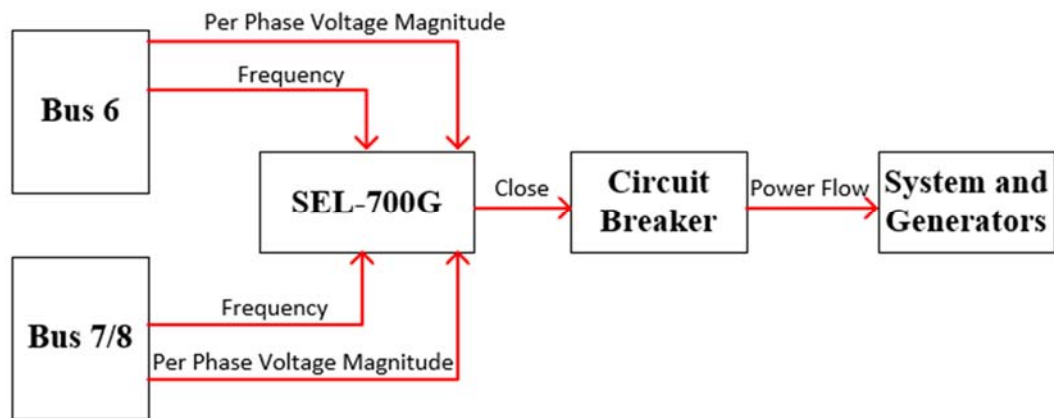 Per Phase Voltage Magnitude
Frequency
Bus 6
SEL-700G
Close
Circuit
Breaker
Power Flow
System and
Generators
Bus 7/8
Frequency
Per Phase Voltage Magnitude